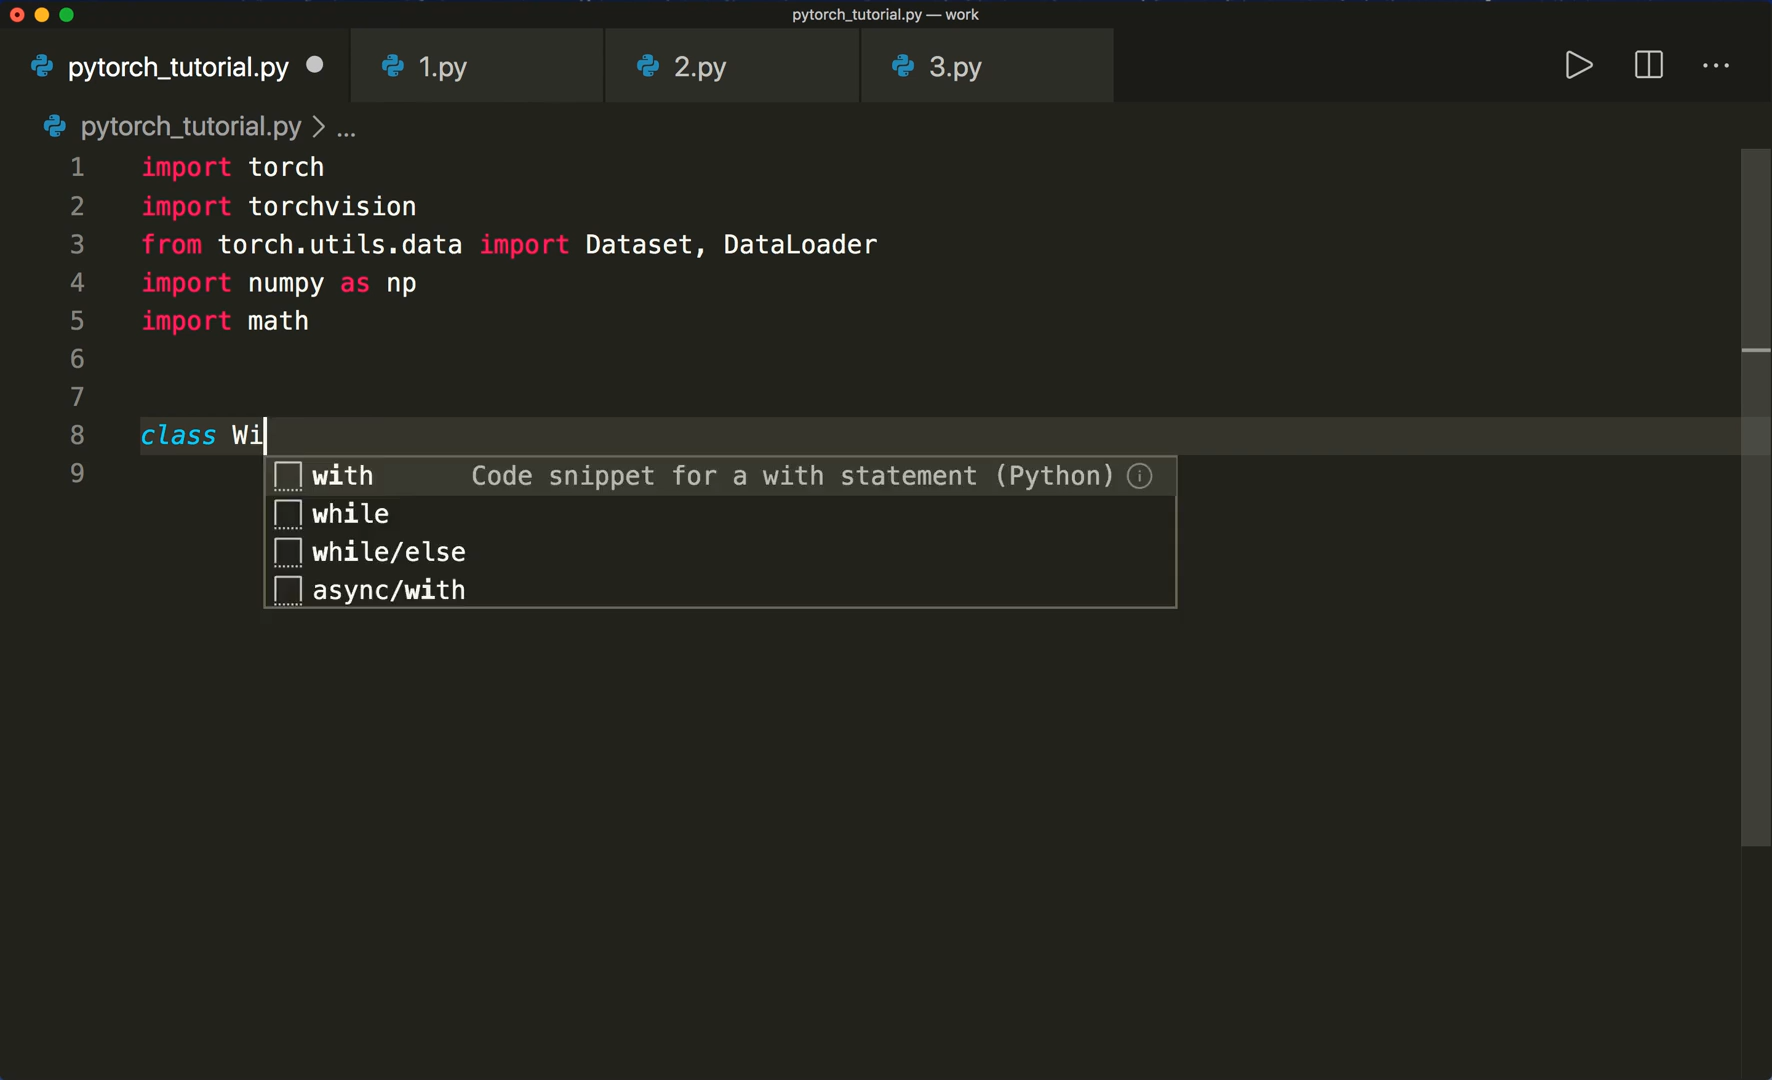 pytorch_tutorial.py — work
pytorch_tutorial.py 1.py 2.py 3.py
pytorch_tutorial.py > ...
1 import torch
2 import torchvision
3 from torch.utils.data import Dataset, DataLoader
4 import numpy as np
5 import math
6
7
8 class Wi
9
with Code snippet for a with statement (Python)
while
while/else
async/with